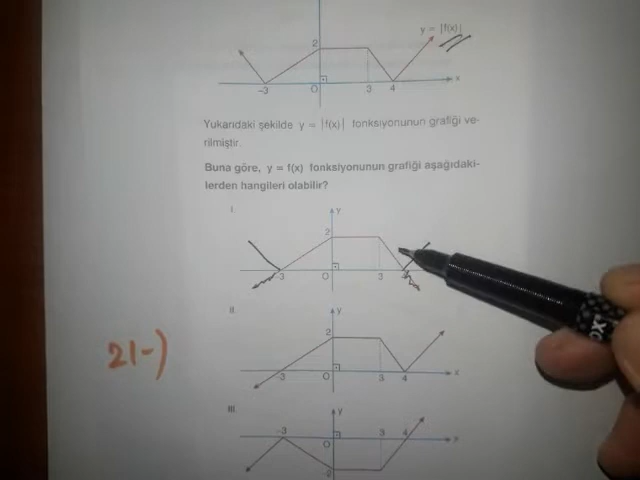 y = |f(x)|
2
-3 O 3 4 x
Yukarıdaki şekilde y = |f(x)| fonksiyonunun grafiği ve-
rilmiştir.
Buna göre, y = f(x) fonksiyonunun grafiği aşağıdaki-
lerden hangileri olabilir?
I.
y
2
-3 O 3
II.
y
2
21-)
-3 O 3 4 x
III.
y
-3 3 4
O x
2